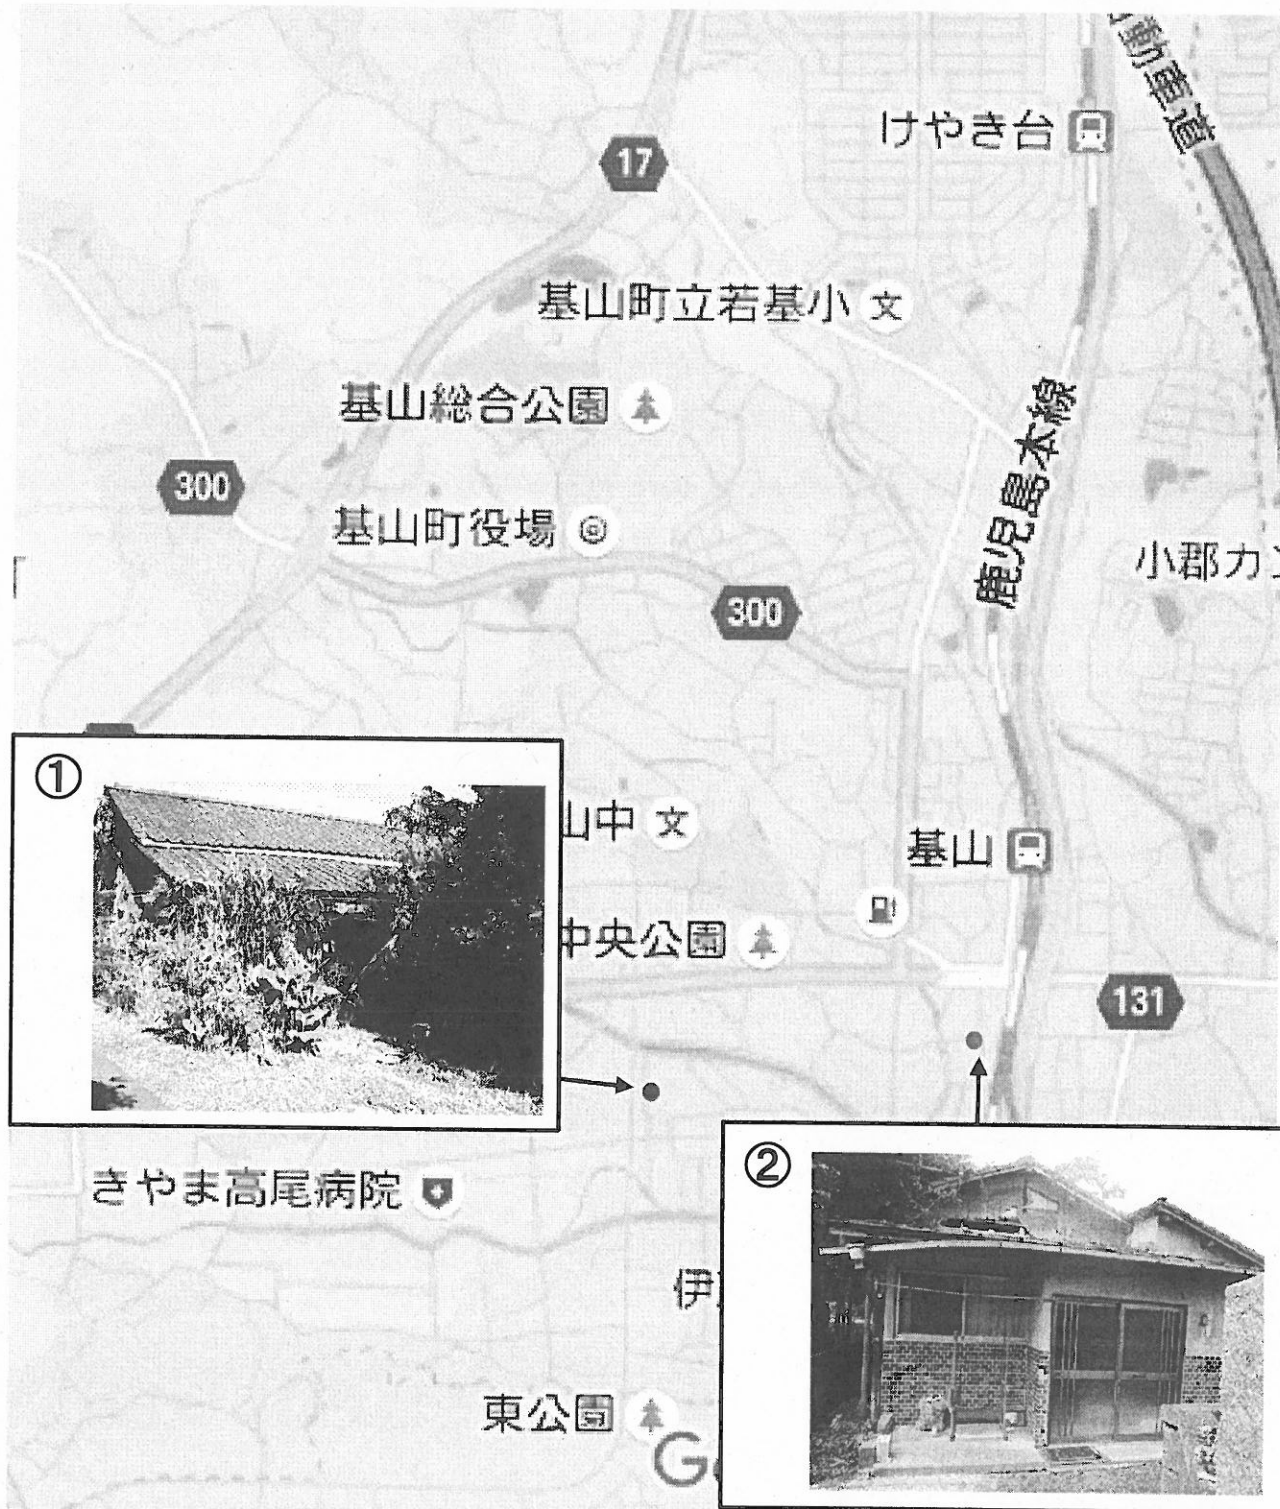 動車道
けやき台
17
基山町立若基小 文
基山総合公園
鹿児島本線
300
基山町役場
小郡カン
300
①
山中 文
基山
中央公園
131
②
きやま高尾病院
伊
東公園
G